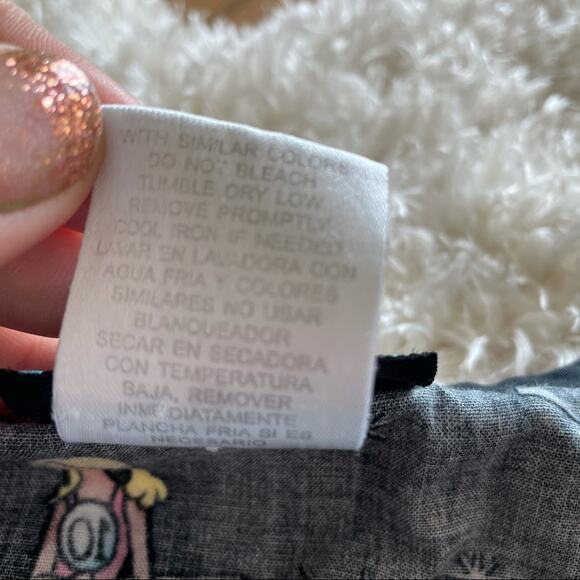 WITH SIMILAR COLORS
DO NOT BLEACH
TUMBLE DRY LOW
REMOVE PROMPTLY
COOL IRON IF NEEDED
LAVAR EN LAVADORA CON
AGUA FRIA Y COLORES
SIMILARES NO USAR
BLANQUEADOR
SECAR EN SECADORA
CON TEMPERATURA
BAJA. REMOVER
INMEDIATAMENTE
PLANCHA FRIA, SI ES
NECESARIO